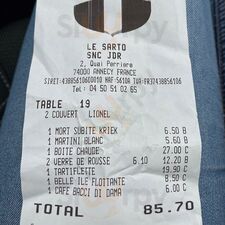 LE SARTO
SNC JDR
2, Quai Perriere
74000 ANNECY FRANCE
Tel.: 04 50 51 02 65
TABLE 19
2 COUVERT LIONEL
1 MORT SUBITE KRIEK 6.50 B
1 MARTINI BLANC 5.60 B
1 BOITE CHAUDE 27.00 C
2 VERRE DE ROUSSE 6.10 12.20 B
1 TARTIFLETTE 19.90 C
1 BELLE ILE FLOTTANTE 8.50 C
1 CAFE BACCI DI DAMA 6.00 C
TOTAL 85.70